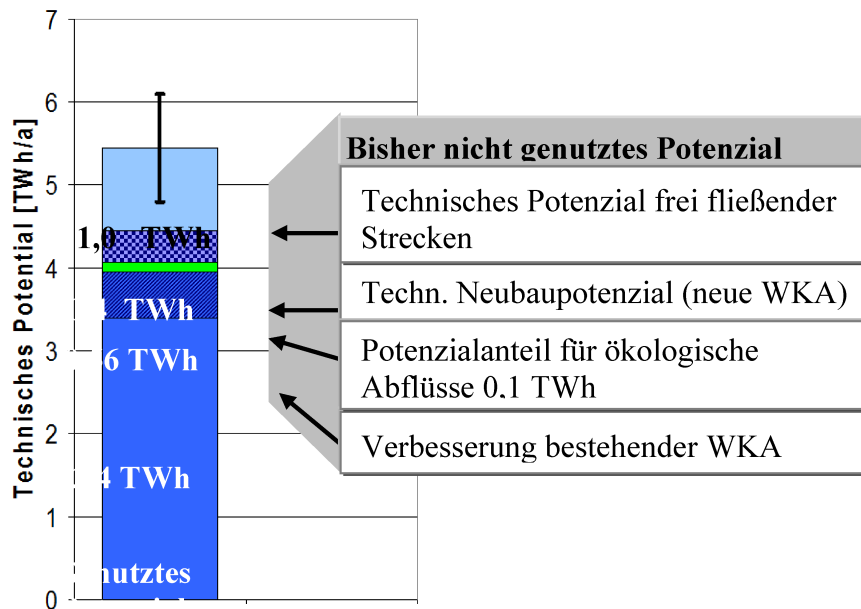 Technisches Potential [TWh/a]
7
6
5
4
3
2
1
0
1,0 TWh
4 TWh
6 TWh
4 TWh
Bisher nicht genutztes Potenzial
Technisches Potenzial frei fließender
Strecken
Techn. Neubaupotenzial (neue WKA)
Potenzialanteil für ökologische
Abflüsse 0,1 TWh
Verbesserung bestehender WKA